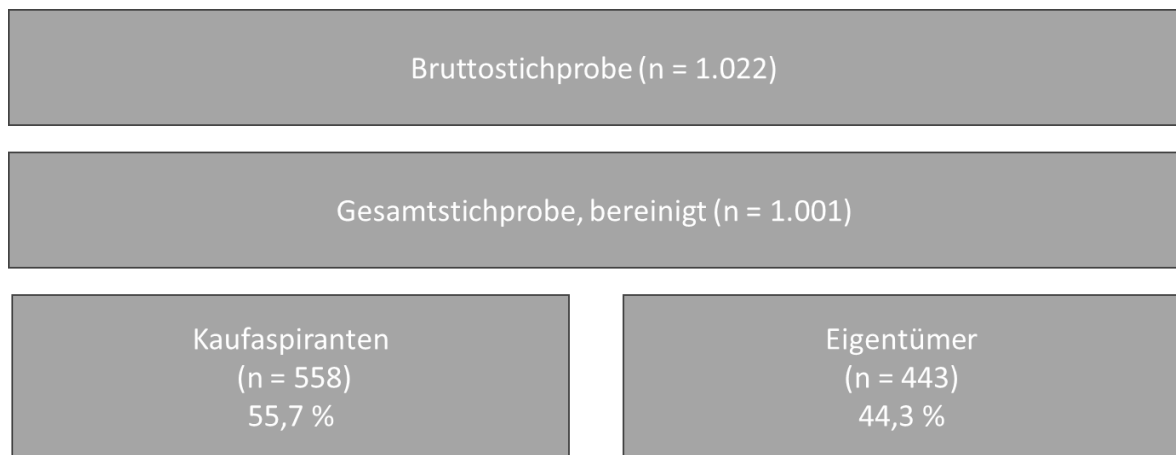 Bruttostichprobe (n = 1.022)
Gesamtstichprobe, bereinigt (n = 1.001)
Kaufaspiranten
(n = 558)
55,7 %
Eigentümer
(n = 443)
44,3 %